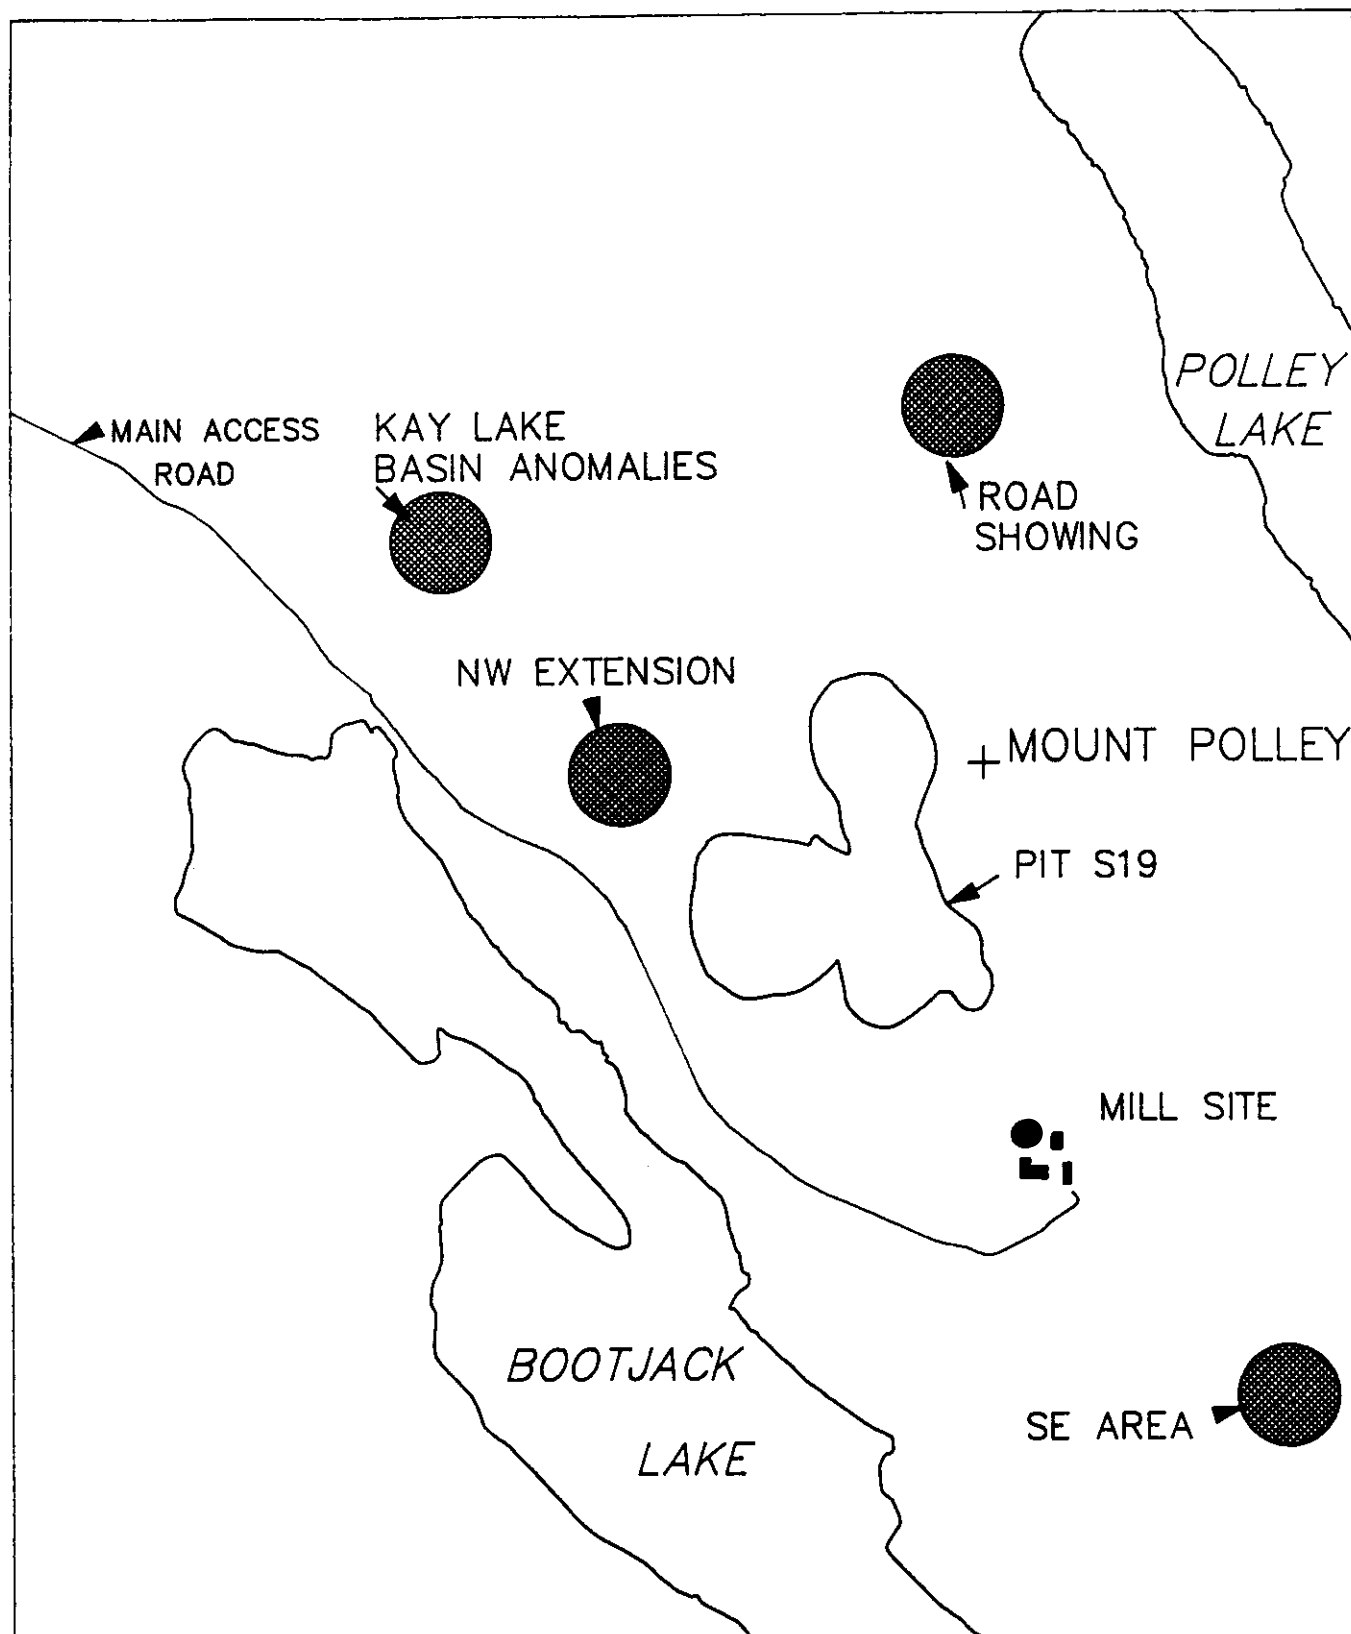 POLLEY
LAKE
MAIN ACCESS
ROAD
KAY LAKE
BASIN ANOMALIES
ROAD
SHOWING
NW EXTENSION
MOUNT POLLEY
PIT S19
MILL SITE
BOOTJACK
LAKE
SE AREA